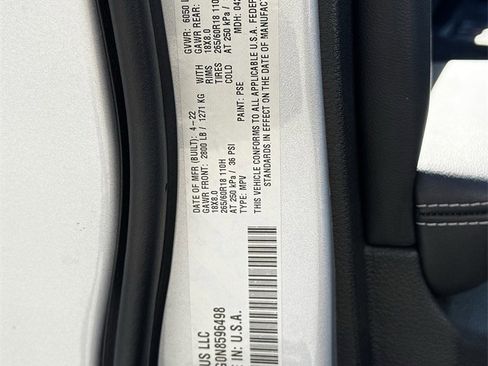 US LLC
G0N8596498
E IN: U.S.A.
DATE OF MFR (BUILT): 4-22
GAWR FRONT: 2800 LB / 1271 KG WITH
18X8.0 RIMS
265/60R18 110H TIRES
AT 250 kPa / 36 PSI COLD
TYPE: MPV PAINT: PSE
THIS VEHICLE CONFORMS TO ALL APPLICABLE U.S.A. FEDER
STANDARDS IN EFFECT ON THE DATE OF MANUFAC
GVWR: 6050
GAWR REAR:
18X8.0
265/60R18 110
AT 250 kPa /
MDH: 042